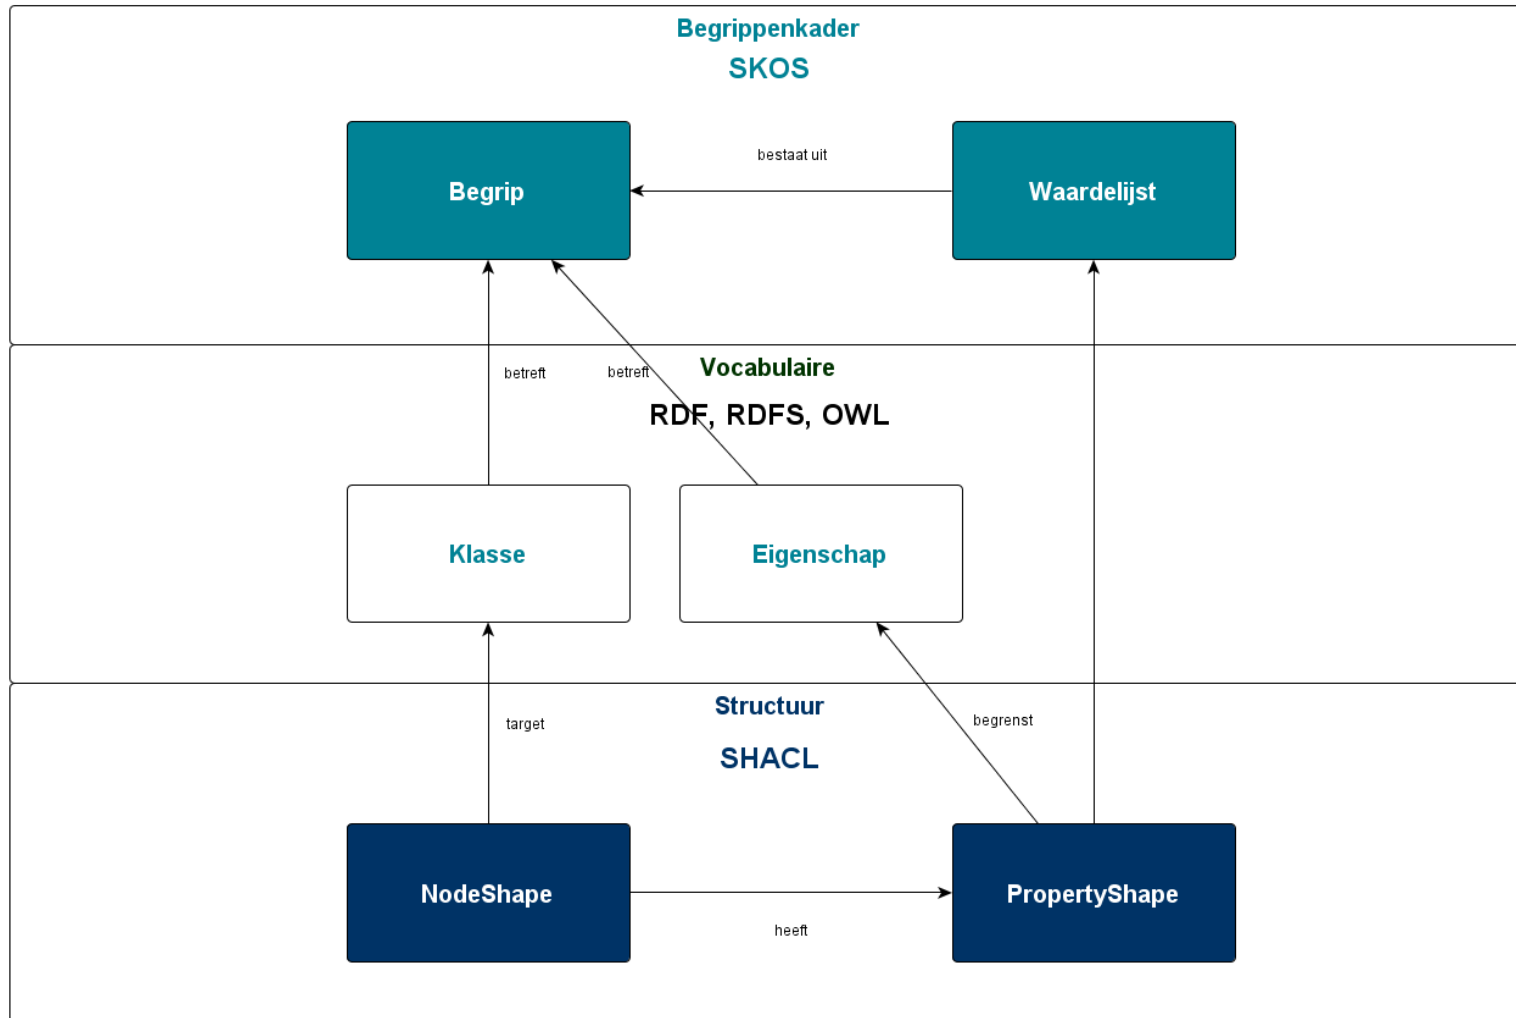 Begrippenkader
SKOS
bestaat uit
Begrip
Waardelijst
Vocabulaire
betreft
betreft
RDF, RDFS, OWL
Klasse
Eigenschap
Structuur
target
begrenst
SHACL
NodeShape
PropertyShape
heeft